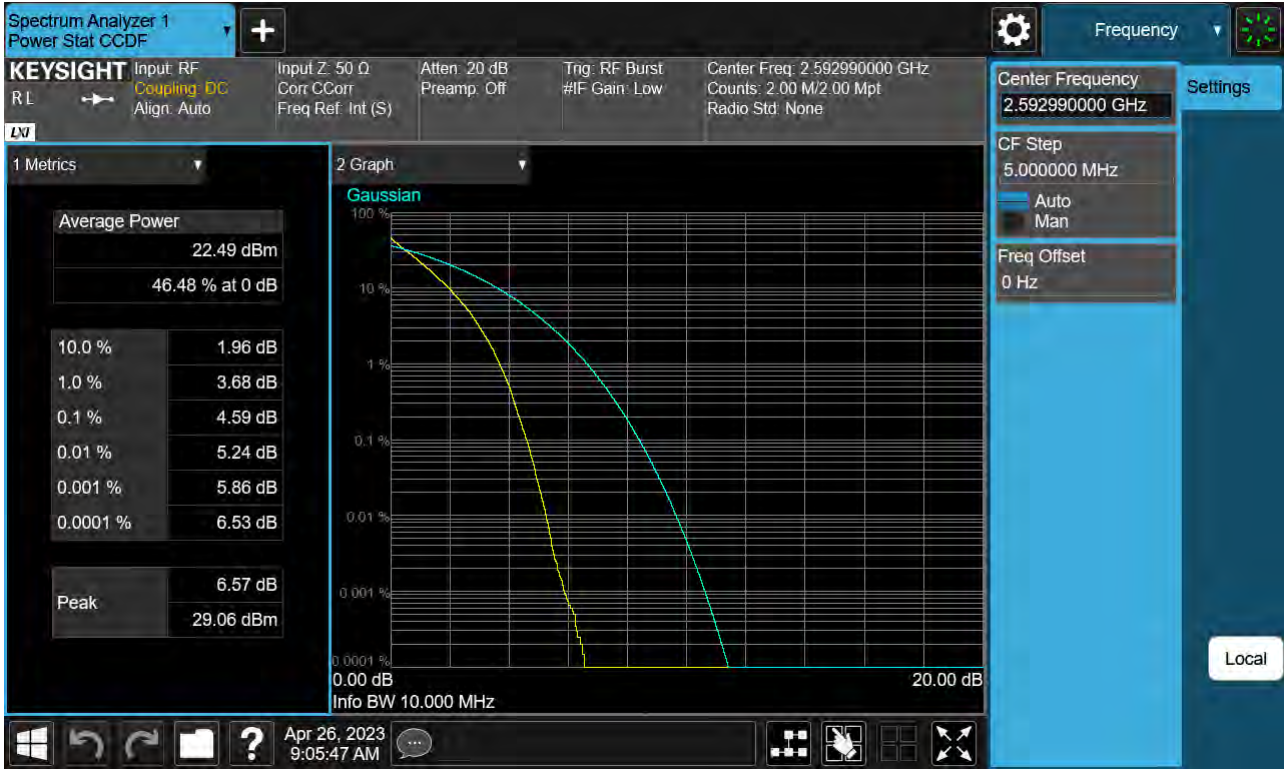 Spectrum Analyzer 1
Power Stat CCDF
Frequency
KEYSIGHT
RL
LXI
Input: RF
Coupling: DC
Align: Auto
Input Z: 50 Ω
Corr CCorr
Freq Ref: Int (S)
Atten: 20 dB
Preamp: Off
Trig: RF Burst
#IF Gain: Low
Center Freq: 2.592990000 GHz
Counts: 2.00 M/2.00 Mpt
Radio Std: None
Center Frequency
2.592990000 GHz
Settings
CF Step
5.000000 MHz
Auto
Man
Freq Offset
0 Hz
Local
1 Metrics
Average Power
22.49 dBm
46.48 % at 0 dB
10.0 % 1.96 dB
1.0 % 3.68 dB
0.1 % 4.59 dB
0.01 % 5.24 dB
0.001 % 5.86 dB
0.0001 % 6.53 dB
Peak
6.57 dB
29.06 dBm
2 Graph
Gaussian
100 %
10 %
1 %
0.1 %
0.01 %
0.001 %
0.0001 %
0.00 dB 20.00 dB
Info BW 10.000 MHz
?
Apr 26, 2023
9:05:47 AM